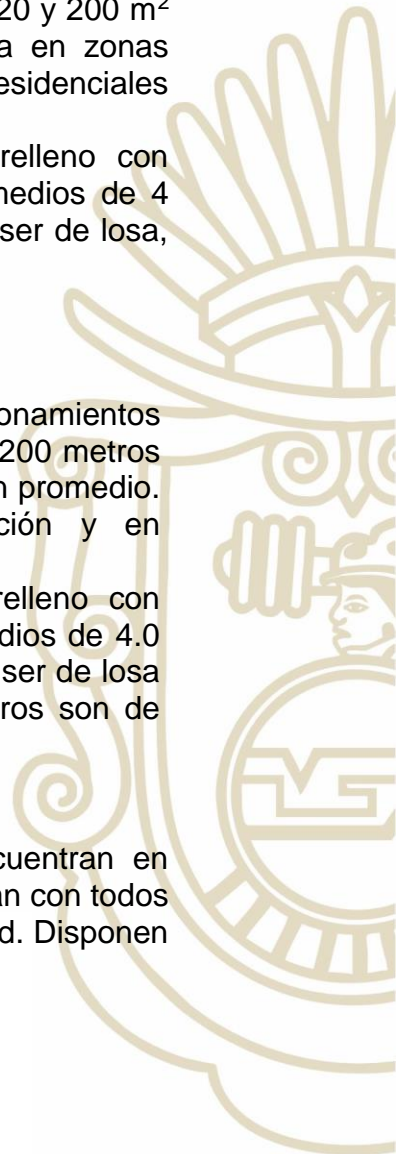 20 y 200 m²
a en zonas
esidenciales
relleno con
medios de 4
ser de losa,
onamientos
200 metros
n promedio.
ción y en
relleno con
dios de 4.0
ser de losa
ros son de
cuentran en
an con todos
d. Disponen